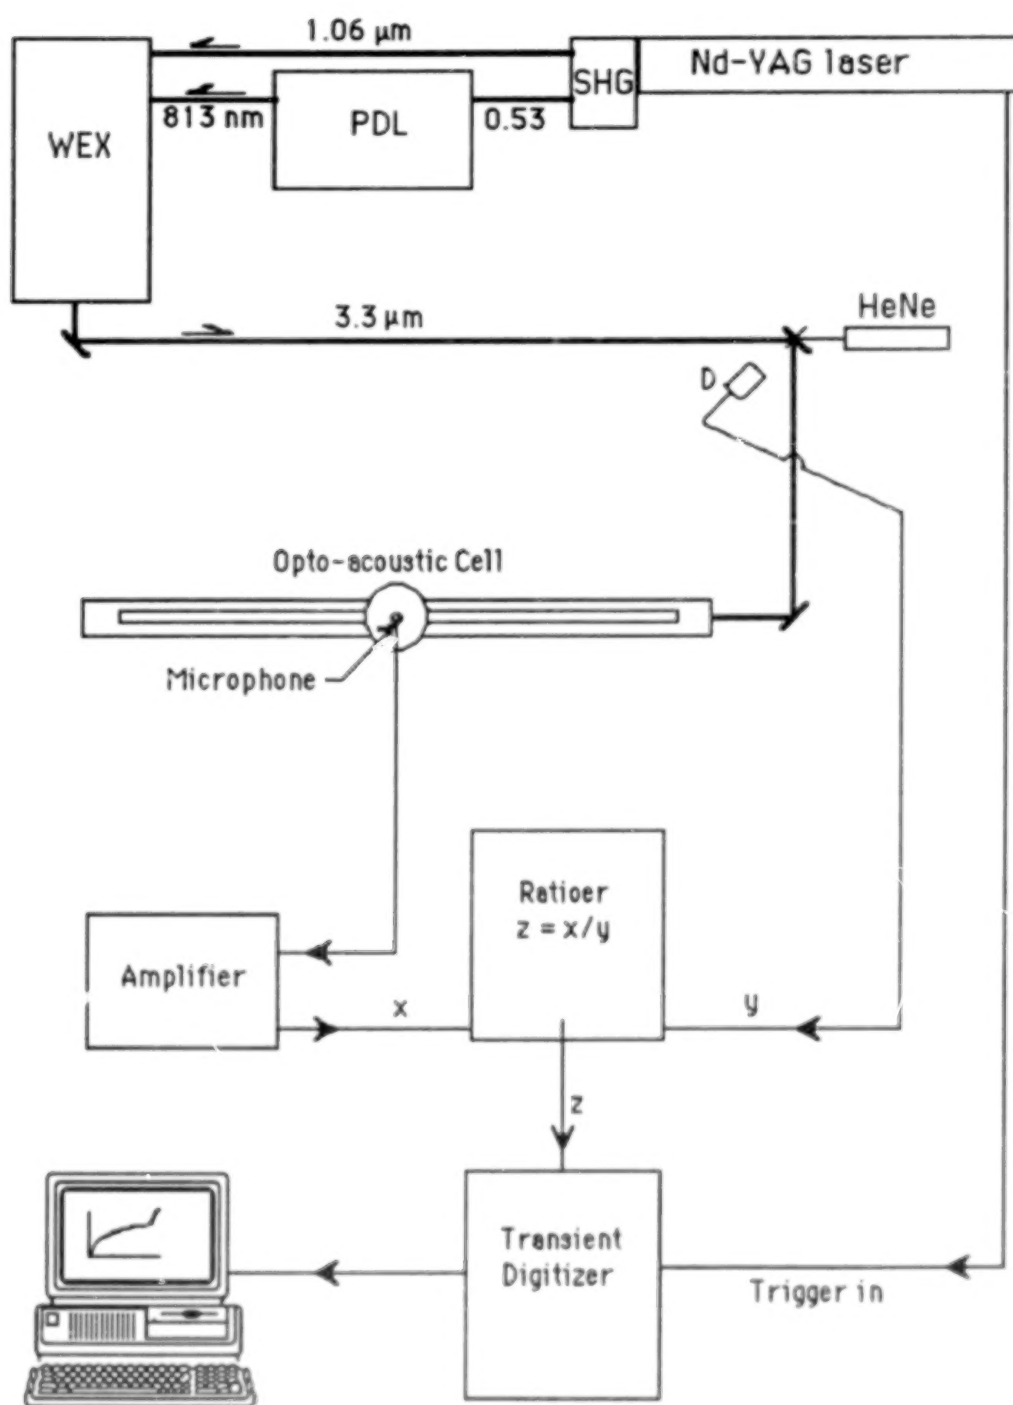 1.06 μm
Nd-YAG laser
SHG
813 nm
PDL
0.53
WEX
3.3 μm
HeNe
D
Opto-acoustic Cell
Microphone
Ratioer
z = x/y
Amplifier
x
y
z
Transient
Digitizer
Trigger in